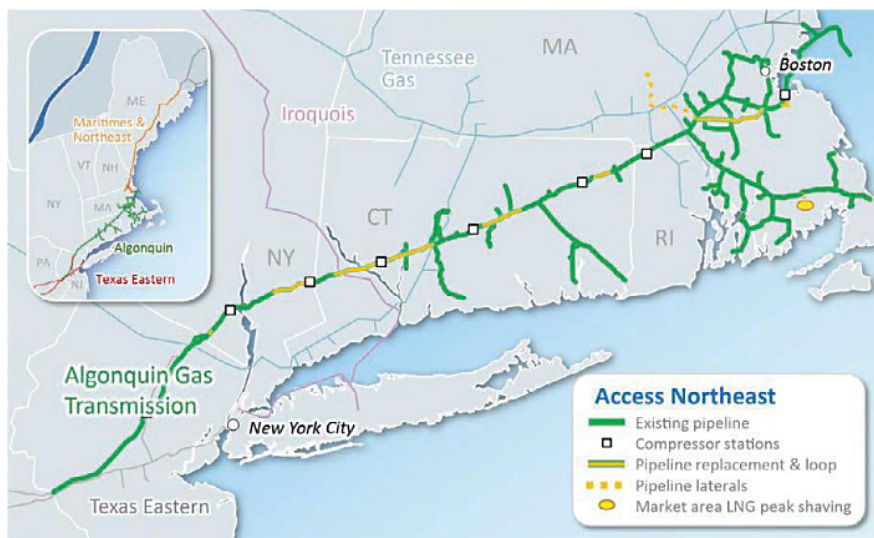 ME
Maritimes &
Northeast
VT
NH
NY
MA
PA
Algonquin
NJ
Texas Eastern
Tennessee
Gas
MA
Boston
Iroquois
CT
RI
NY
Algonquin Gas
Transmission
New York City
Texas Eastern
Access Northeast
Existing pipeline
Compressor stations
Pipeline replacement & loop
Pipeline laterals
Market area LNG peak shaving